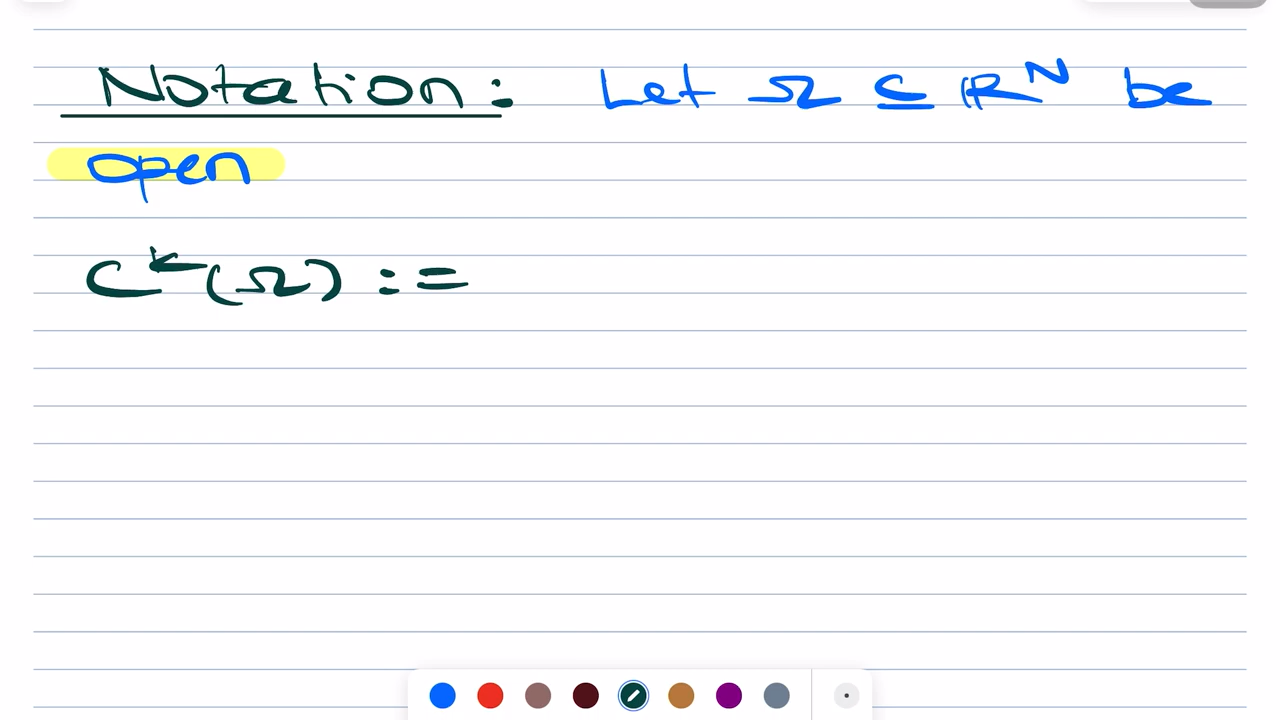 Notation: Let Ω ⊆ ℝᴺ be
open
Cᵏ(Ω) :=